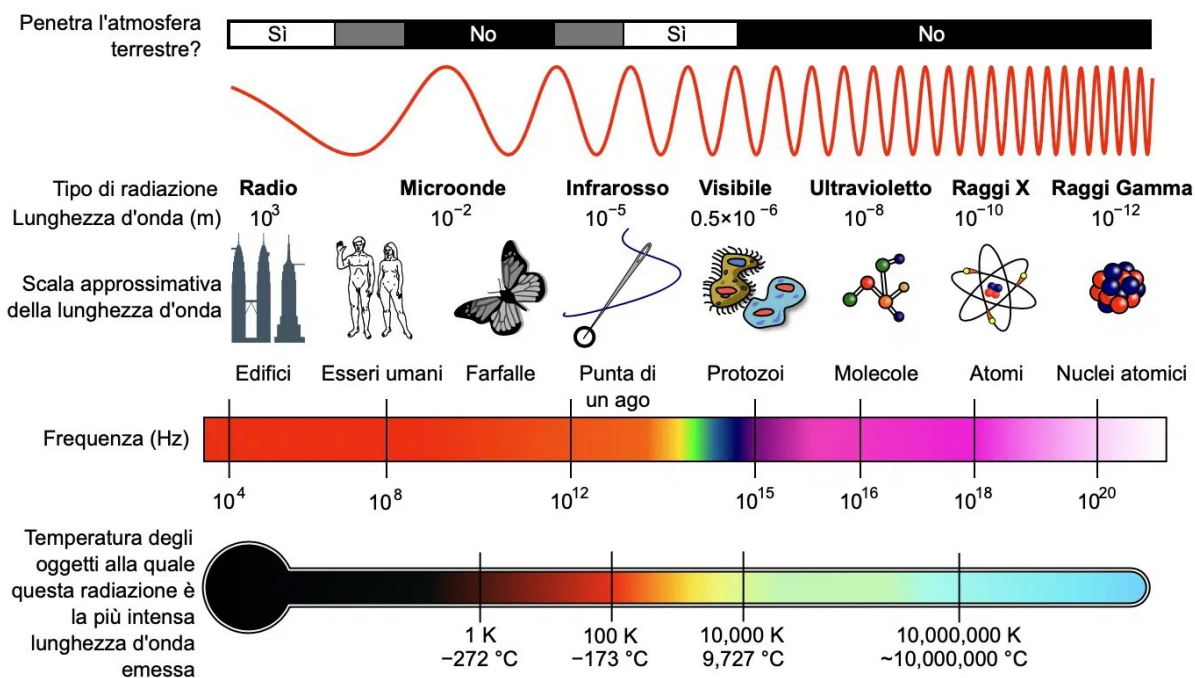 Penetra l'atmosfera
terrestre?
Sì No Sì No
Tipo di radiazione Radio Microonde Infrarosso Visibile Ultravioletto Raggi X Raggi Gamma
Lunghezza d'onda (m) 10³ 10⁻² 10⁻⁵ 0.5×10⁻⁶ 10⁻⁸ 10⁻¹⁰ 10⁻¹²
Scala approssimativa
della lunghezza d'onda
Edifici Esseri umani Farfalle Punta di Protozoi Molecole Atomi Nuclei atomici
un ago
Frequenza (Hz)
10⁴ 10⁸ 10¹² 10¹⁵ 10¹⁶ 10¹⁸ 10²⁰
Temperatura degli
oggetti alla quale
questa radiazione è
la più intensa
lunghezza d'onda
emessa
1 K 100 K 10,000 K 10,000,000 K
−272 °C −173 °C 9,727 °C ~10,000,000 °C